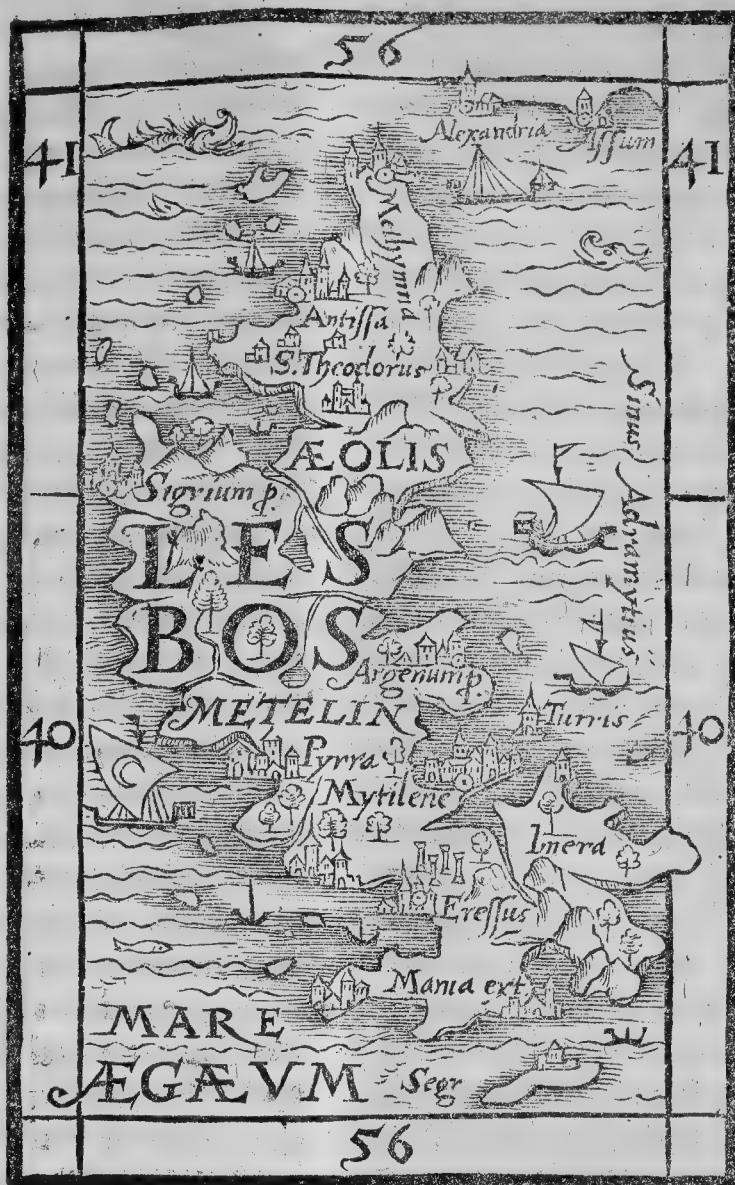 56
41
41
Alexandria
Assum
Methymna
Antissa
S. Theodorus
Sinus Adramytius
ÆOLIS
Sigrium p.
LES
BOS
Argenum p.
METELIN
40
40
Turris
Pyrra
Mytilene
Inera
Eressus
Mania ext
MARE
ÆGÆVM
Segr
56